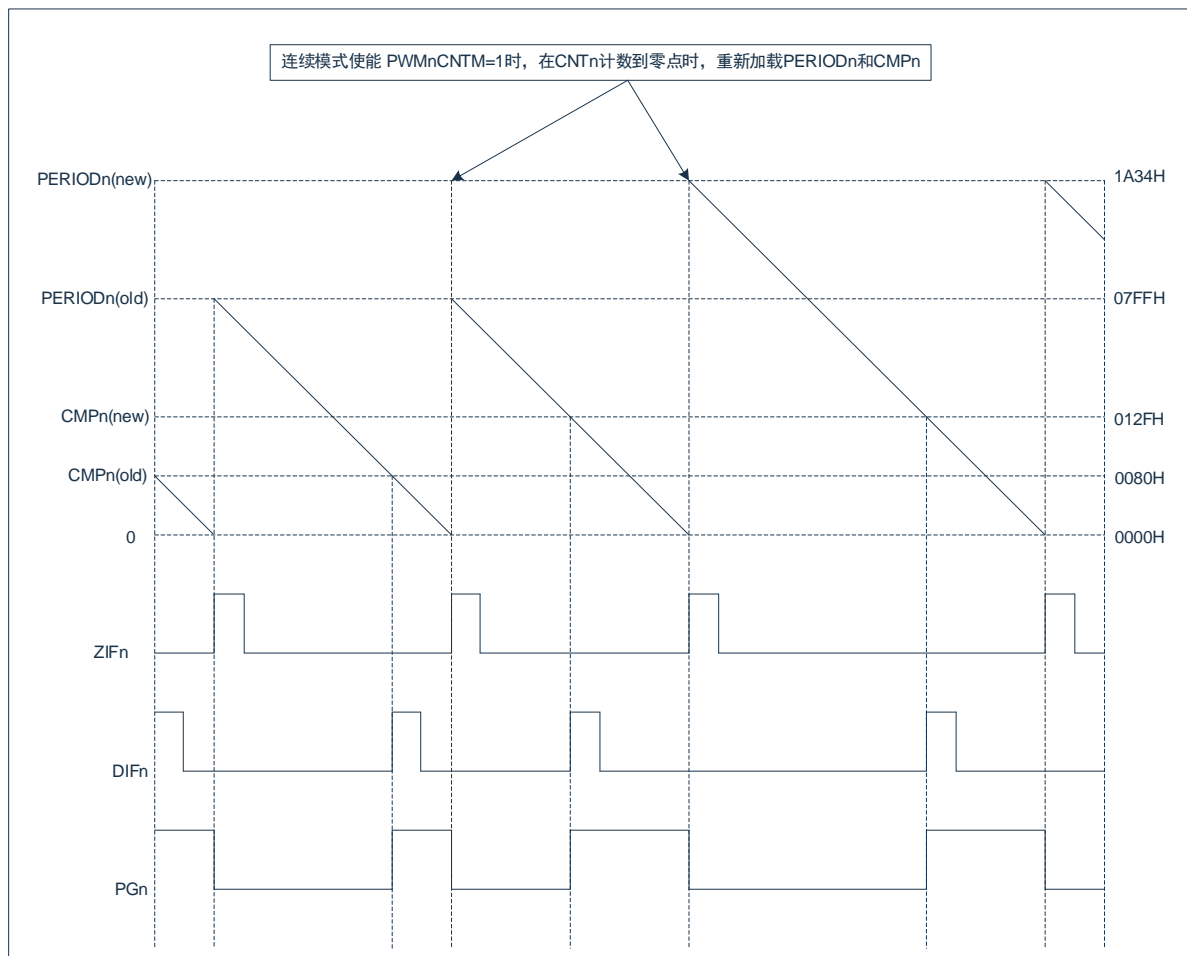 连续模式使能 PWMnCNTM=1时，在CNTn计数到零点时，重新加载PERIODn和CMPn
PERIODn(new)
1A34H
PERIODn(old)
07FFH
CMPn(new)
012FH
CMPn(old)
0080H
0
0000H
ZIFn
DIFn
PGn